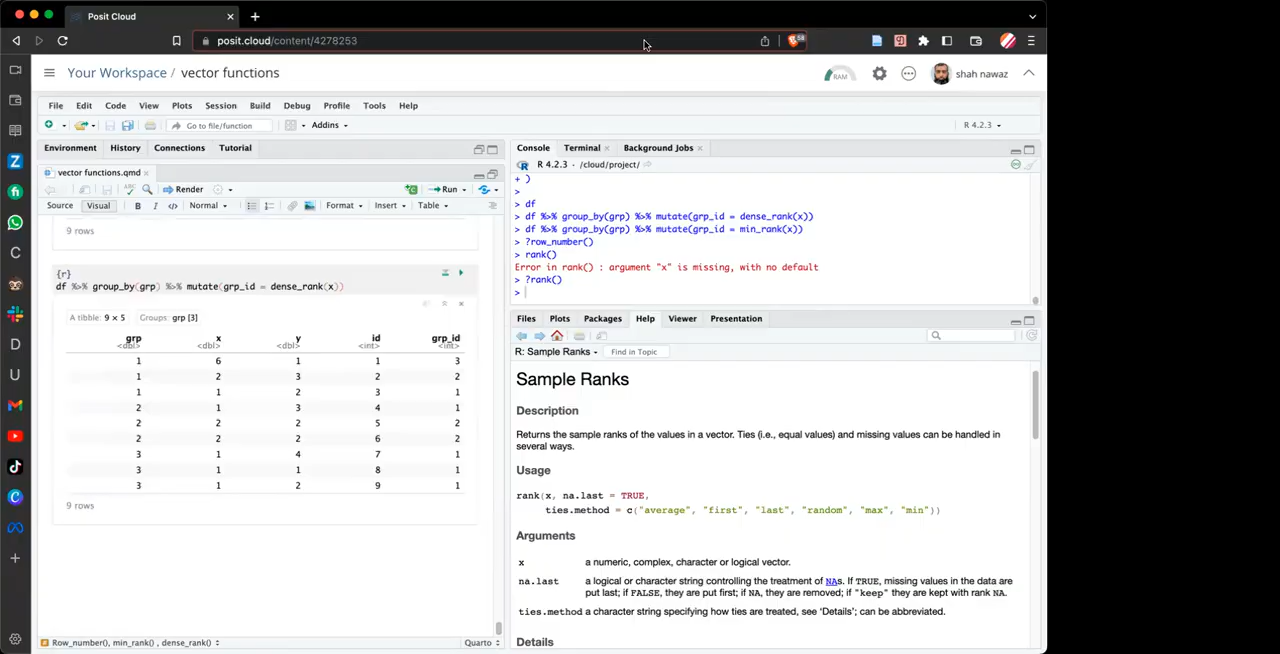 Posit Cloud
posit.cloud/content/4278253
58
Your Workspace / vector functions
RAM
shah nawaz
File Edit Code View Plots Session Build Debug Profile Tools Help
Go to file/function
Addins
R 4.2.3
Environment History Connections Tutorial
vector functions.qmd
Render
Run
Source Visual B I </> Normal Format Insert Table
9 rows
{r}
df %>% group_by(grp) %>% mutate(grp_id = dense_rank(x))
A tibble: 9 × 5 Groups: grp [3]
grp x y id grp_id
<dbl> <dbl> <dbl> <int> <int>
1 6 1 1 3
1 2 3 2 2
1 1 2 3 1
2 1 3 4 1
2 2 2 5 2
2 2 2 6 2
3 1 4 7 1
3 1 1 8 1
3 1 2 9 1
9 rows
Row_number(), min_rank() , dense_rank()
Quarto
Console Terminal Background Jobs
R 4.2.3 · /cloud/project/
+ )
>
> df
> df %>% group_by(grp) %>% mutate(grp_id = dense_rank(x))
> df %>% group_by(grp) %>% mutate(grp_id = min_rank(x))
> ?row_number()
> rank()
Error in rank() : argument "x" is missing, with no default
> ?rank()
>
Files Plots Packages Help Viewer Presentation
R: Sample Ranks
Find in Topic
Sample Ranks
Description
Returns the sample ranks of the values in a vector. Ties (i.e., equal values) and missing values can be handled in
several ways.
Usage
rank(x, na.last = TRUE,
ties.method = c("average", "first", "last", "random", "max", "min"))
Arguments
x a numeric, complex, character or logical vector.
na.last a logical or character string controlling the treatment of NAs. If TRUE, missing values in the data are
put last; if FALSE, they are put first; if NA, they are removed; if "keep" they are kept with rank NA.
ties.method a character string specifying how ties are treated, see ‘Details’; can be abbreviated.
Details